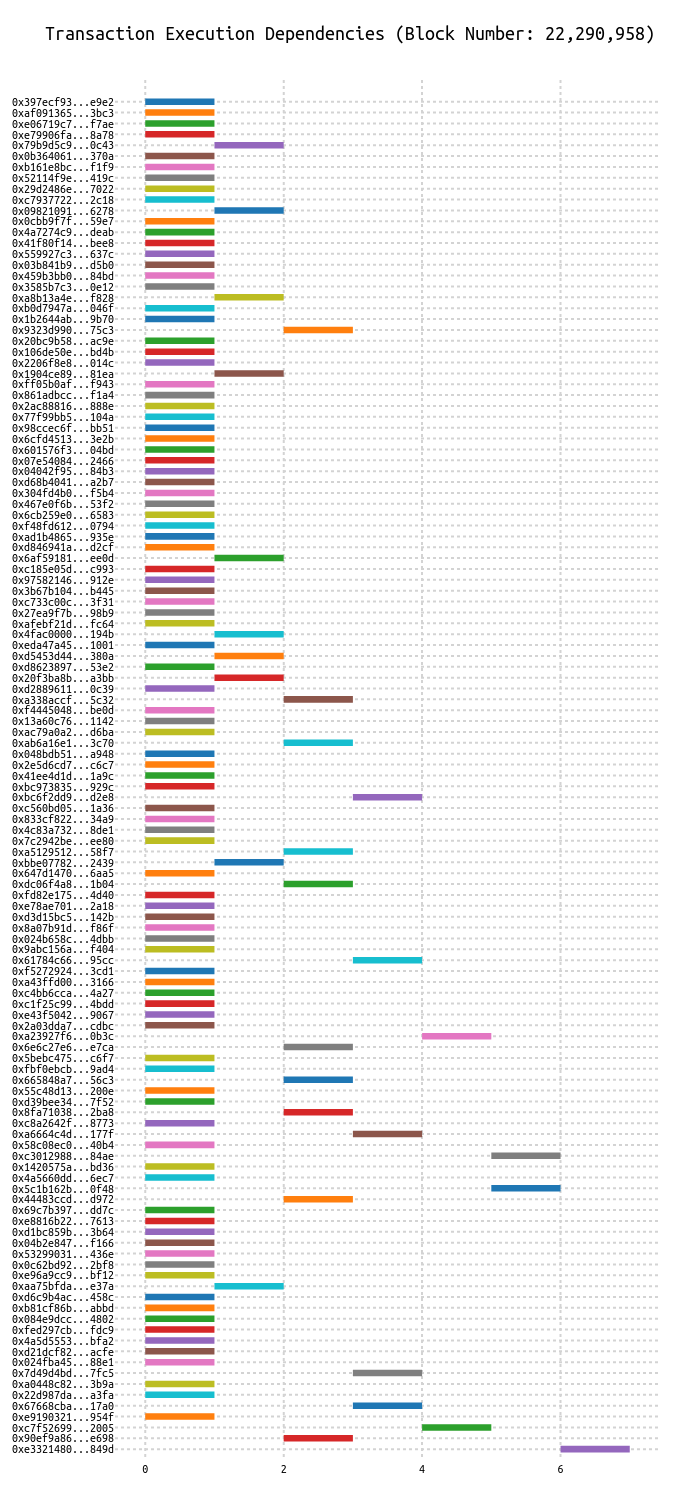 Transaction Execution Dependencies (Block Number: 22,290,958)
0x397ecf93...e9e2
0xaf091365...3bc3
0xe06719c7...f7ae
0xe79906fa...8a78
0x79b9d5c9...0c43
0x0b364061...370a
0xb161e8bc...f1f9
0x52114f9e...419c
0x29d2486e...7022
0xc7937722...2c18
0x09821091...6278
0x0cbb9f7f...59e7
0x4a7274c9...deab
0x41f80f14...bee8
0x559927c3...637c
0x03b841b9...d5b0
0x459b3bb0...84bd
0x3585b7c3...0e12
0xa8b13a4e...f828
0xb0d7947a...046f
0x1b2644ab...9b70
0x9323d990...75c3
0x20bc9b58...ac9e
0x106de50e...bd4b
0x2206f8e8...014c
0x1904ce89...81ea
0xff05b0af...f943
0x861adbcc...f1a4
0x2ac88816...888e
0x77f99bb5...104a
0x98ccec6f...bb51
0x6cfd4513...3e2b
0x601576f3...04bd
0x07e54084...2466
0x04042f95...84b3
0xd68b4041...a2b7
0x304fd4b0...f5b4
0x467e0f6b...53f2
0x6cb259e0...6583
0xf48fd612...0794
0xad1b4865...935e
0xd846941a...d2cf
0x6af59181...ee0d
0xc185e05d...c993
0x97582146...912e
0x3b67b104...b445
0xc733c00c...3f31
0x27ea9f7b...98b9
0xafebf21d...fc64
0x4fac0000...194b
0xeda47a45...1001
0xd5453d44...380a
0xd8623897...53e2
0x20f3ba8b...a3bb
0xd2889611...0c39
0xa338accf...5c32
0xf4445048...be0d
0x13a60c76...1142
0xac79a0a2...d6ba
0xab6a16e1...3c70
0x048bdb51...a948
0x2e5d6cd7...c6c7
0x41ee4d1d...1a9c
0xbc973835...929c
0xbc6f2dd9...d2e8
0xc560bd05...1a36
0x833cf822...34a9
0x4c83a732...8de1
0x7c2942be...ee80
0xa5129512...58f7
0xbbe07782...2439
0x647d1470...6aa5
0xdc06f4a8...1b04
0xfd82e175...4d40
0xe78ae701...2a18
0xd3d15bc5...142b
0x8a07b91d...f86f
0x024b658c...4dbb
0x9abc156a...f404
0x61784c66...95cc
0xf5272924...3cd1
0xa43ffd00...3166
0xc4bb6cca...4a27
0xc1f25c99...4bdd
0xe43f5042...9067
0x2a03dda7...cdbc
0xa23927f6...0b3c
0x6e6c27e6...e7ca
0x5bebc475...c6f7
0xfbf0ebcb...9ad4
0x665848a7...56c3
0x55c48d13...200e
0xd39bee34...7f52
0x8fa71038...2ba8
0xc8a2642f...8773
0xa6664c4d...177f
0x58c08ec0...40b4
0xc3012988...84ae
0x1420575a...bd36
0x4a5660dd...6ec7
0x5c1b162b...0f48
0x44483ccd...d972
0x69c7b397...dd7c
0xe8816b22...7613
0xd1bc859b...3b64
0x04b2e847...f166
0x53299031...436e
0x0c62bd92...2bf8
0xe96a9cc9...bf12
0xaa75bfda...e37a
0xd6c9b4ac...458c
0xb81cf86b...abbd
0x084e9dcc...4802
0xfed297cb...fdc9
0x4a5d5553...bfa2
0xd21dcf82...acfe
0x024fba45...88e1
0x7d49d4bd...7fc5
0xa0448c82...3b9a
0x22d987da...a3fa
0x67668cba...17a0
0xe9190321...954f
0xc7f52699...2005
0x90ef9a86...e698
0xe3321480...849d
0 2 4 6